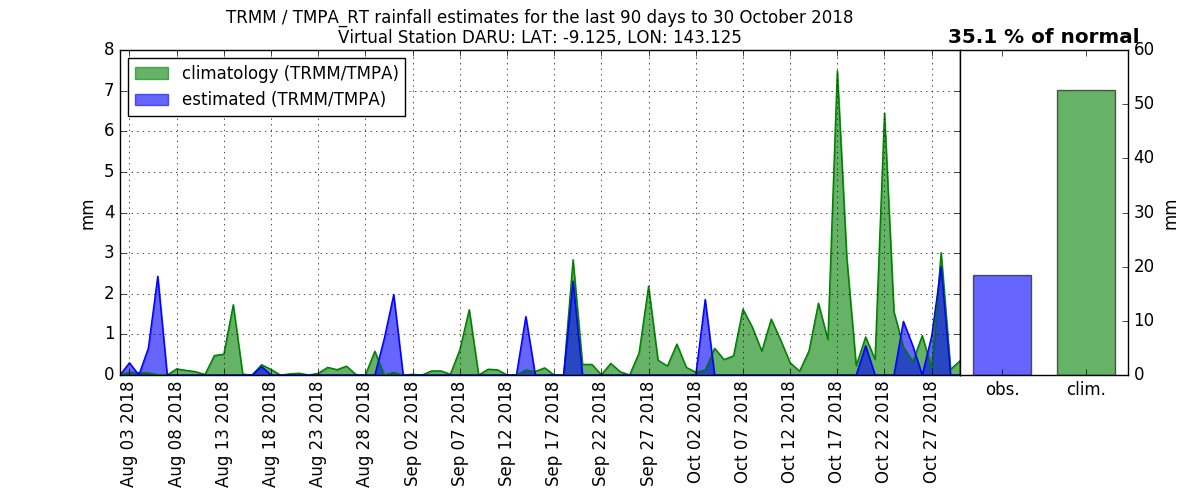 TRMM / TMPA_RT rainfall estimates for the last 90 days to 30 October 2018
Virtual Station DARU: LAT: -9.125, LON: 143.125
35.1 % of normal
climatology (TRMM/TMPA)
estimated (TRMM/TMPA)
8
7
6
5
4
3
2
1
0
mm
60
50
40
30
20
10
0
mm
Aug 03 2018
Aug 08 2018
Aug 13 2018
Aug 18 2018
Aug 23 2018
Aug 28 2018
Sep 02 2018
Sep 07 2018
Sep 12 2018
Sep 17 2018
Sep 22 2018
Sep 27 2018
Oct 02 2018
Oct 07 2018
Oct 12 2018
Oct 17 2018
Oct 22 2018
Oct 27 2018
obs.
clim.